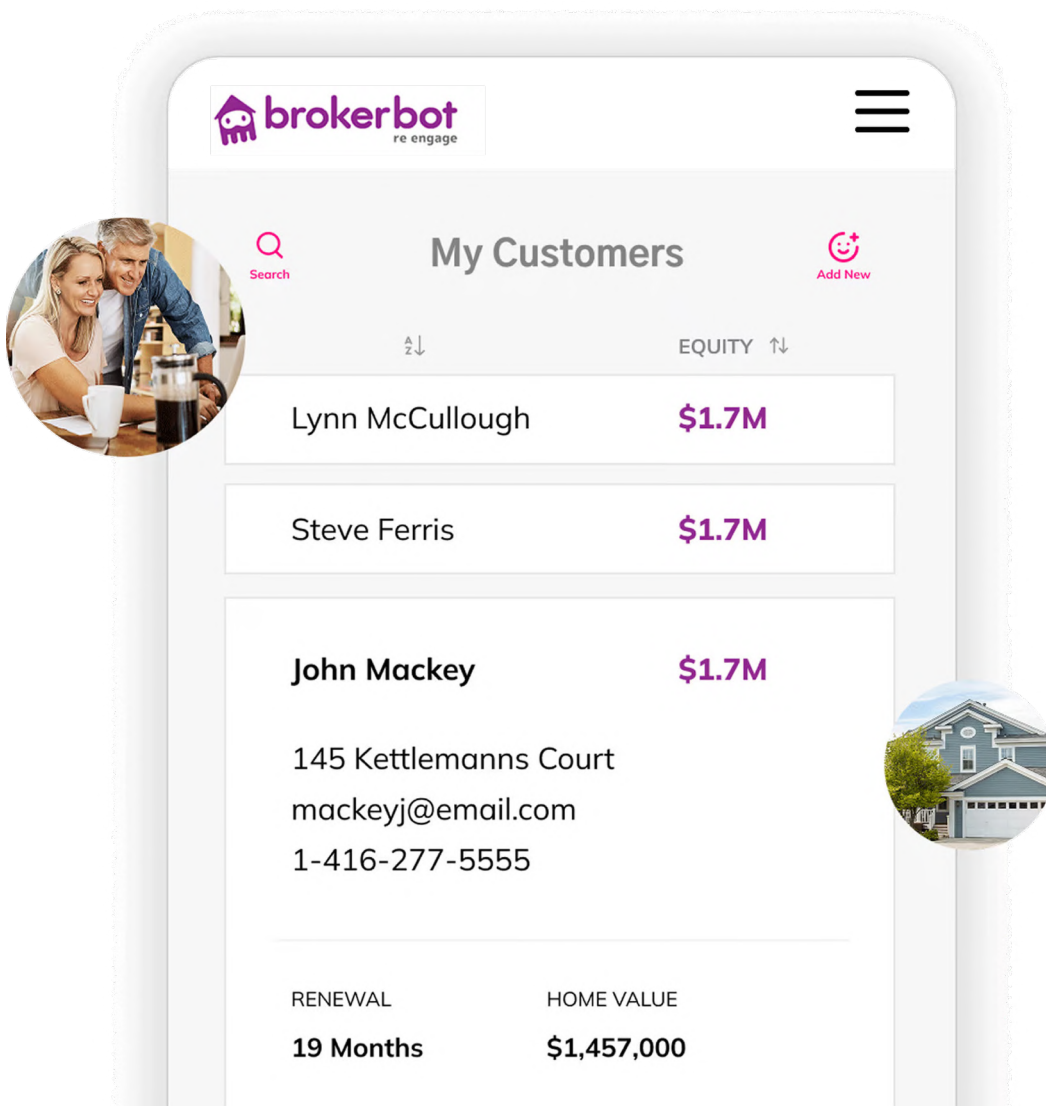 brokerbot
re engage
My Customers
Search
Add New
A
Z
EQUITY
Lynn McCullough $1.7M
Steve Ferris $1.7M
John Mackey $1.7M
145 Kettlemanns Court
mackeyj@email.com
1-416-277-5555
RENEWAL HOME VALUE
19 Months $1,457,000